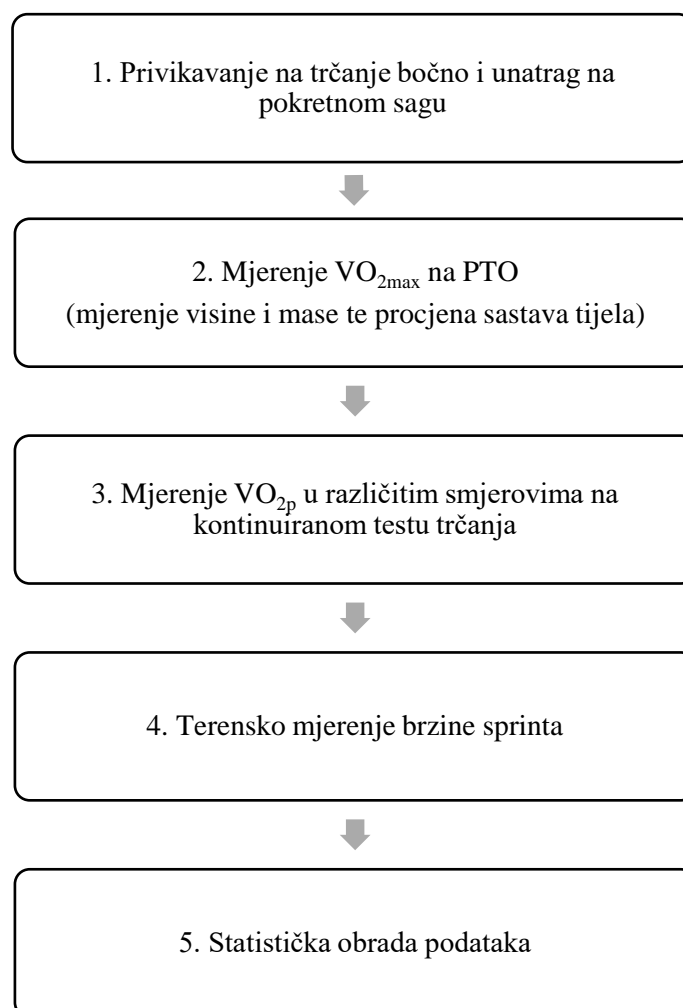 1. Privikavanje na trčanje bočno i unatrag na
pokretnom sagu
2. Mjerenje VO2max na PTO
(mjerenje visine i mase te procjena sastava tijela)
3. Mjerenje VO2p u različitim smjerovima na
kontinuiranom testu trčanja
4. Terensko mjerenje brzine sprinta
5. Statistička obrada podataka